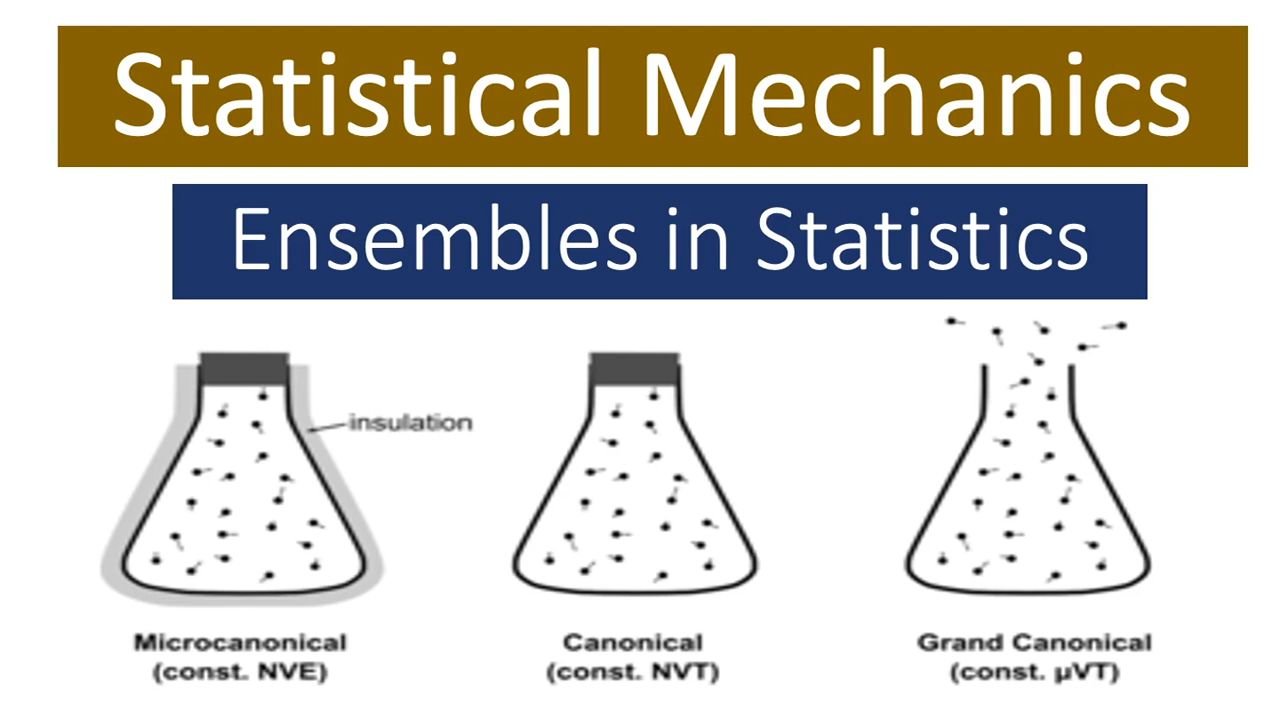 Statistical Mechanics
Ensembles in Statistics
insulation
Microcanonical
(const. NVE)
Canonical
(const. NVT)
Grand Canonical
(const. μVT)